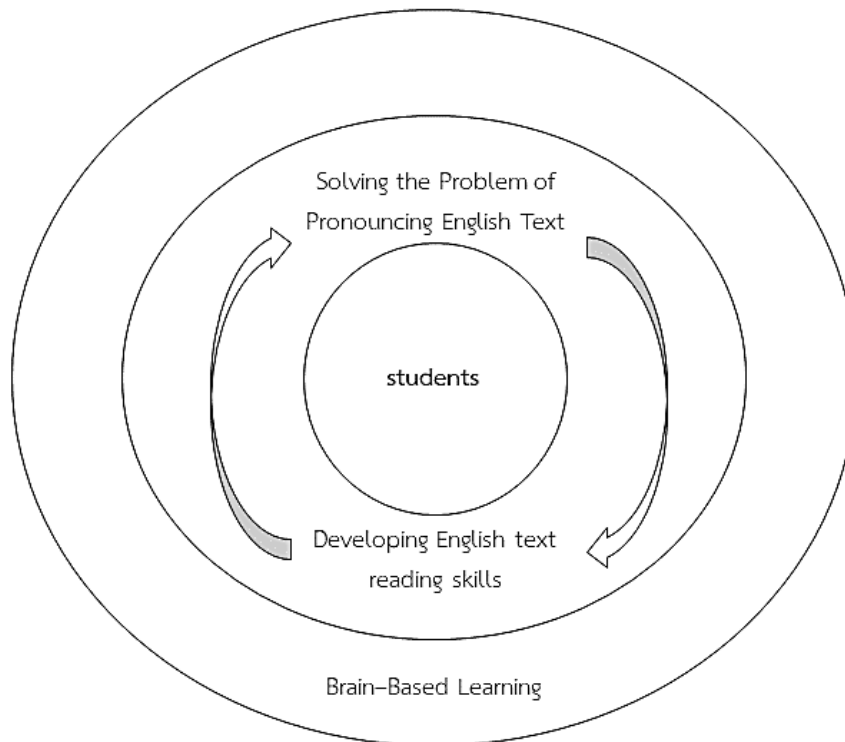 Solving the Problem of
Pronouncing English Text
students
Developing English text
reading skills
Brain–Based Learning